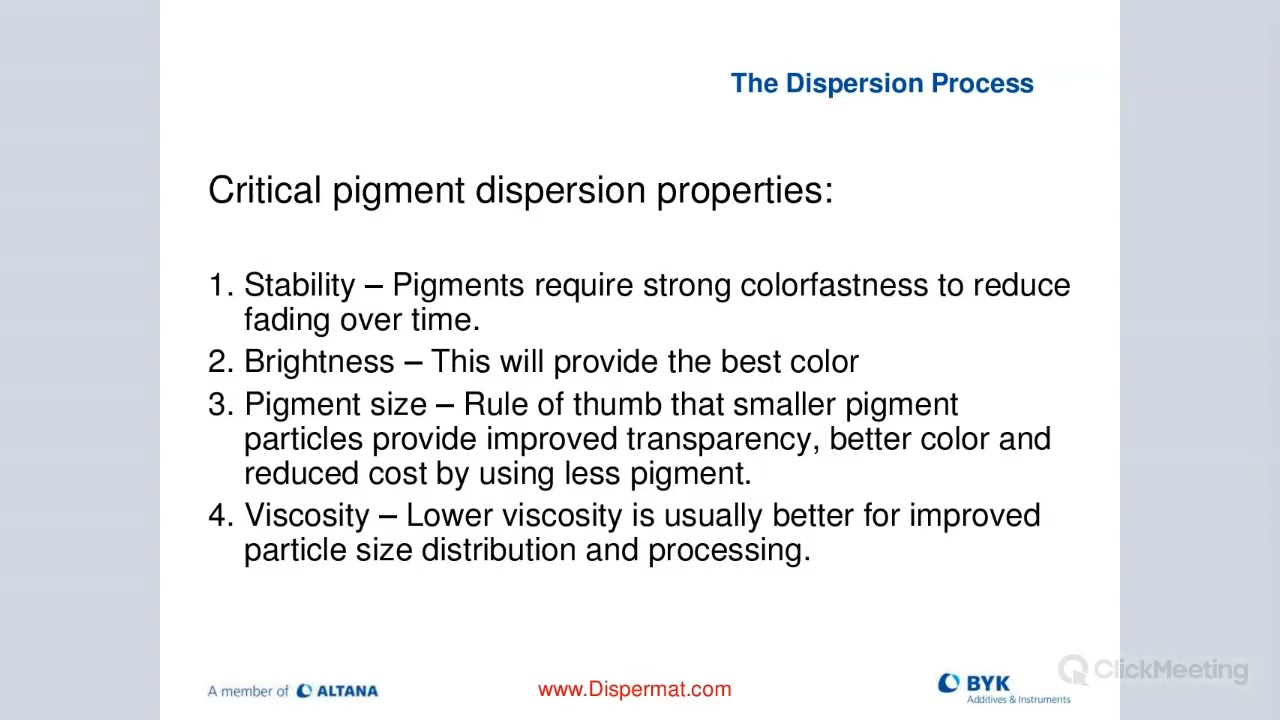 The Dispersion Process
Critical pigment dispersion properties:
1. Stability – Pigments require strong colorfastness to reduce
fading over time.
2. Brightness – This will provide the best color
3. Pigment size – Rule of thumb that smaller pigment
particles provide improved transparency, better color and
reduced cost by using less pigment.
4. Viscosity – Lower viscosity is usually better for improved
particle size distribution and processing.
A member of ALTANA
www.Dispermat.com
BYK
Additives & Instruments
ClickMeeting